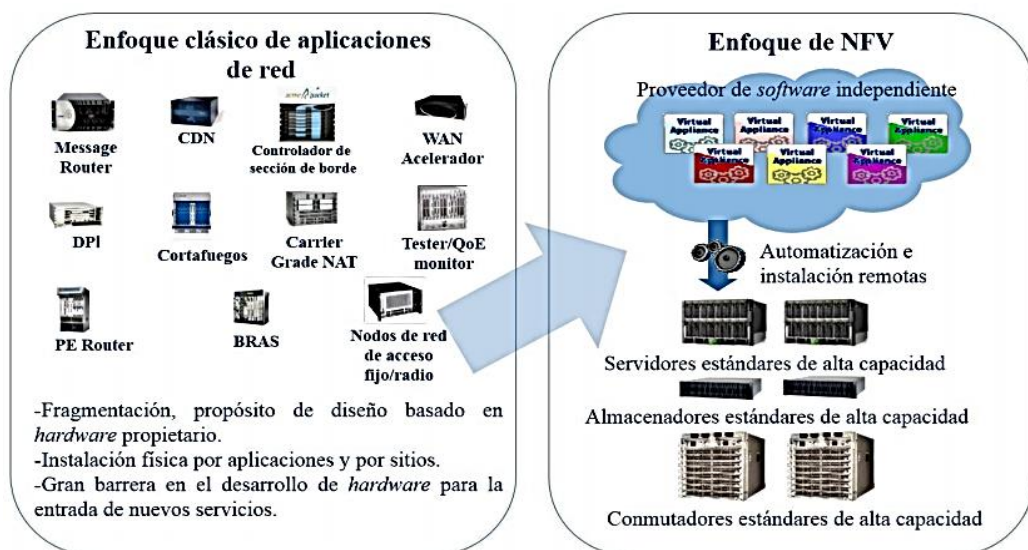 Enfoque clásico de aplicaciones
de red
Message
Router
CDN
acme packet
Controlador de
sección de borde
WAN
Acelerador
DPI
Cortafuegos
Carrier
Grade NAT
Tester/QoE
monitor
PE Router
BRAS
Nodos de red
de acceso
fijo/radio
-Fragmentación, propósito de diseño basado en
hardware propietario.
-Instalación física por aplicaciones y por sitios.
-Gran barrera en el desarrollo de hardware para la
entrada de nuevos servicios.
Enfoque de NFV
Proveedor de software independiente
Virtual
Appliance
Virtual
Appliance
Virtual
Appliance
Virtual
Appliance
Virtual
Appliance
Virtual
Appliance
Virtual
Appliance
Automatización e
instalación remotas
Servidores estándares de alta capacidad
Almacenadores estándares de alta capacidad
Conmutadores estándares de alta capacidad